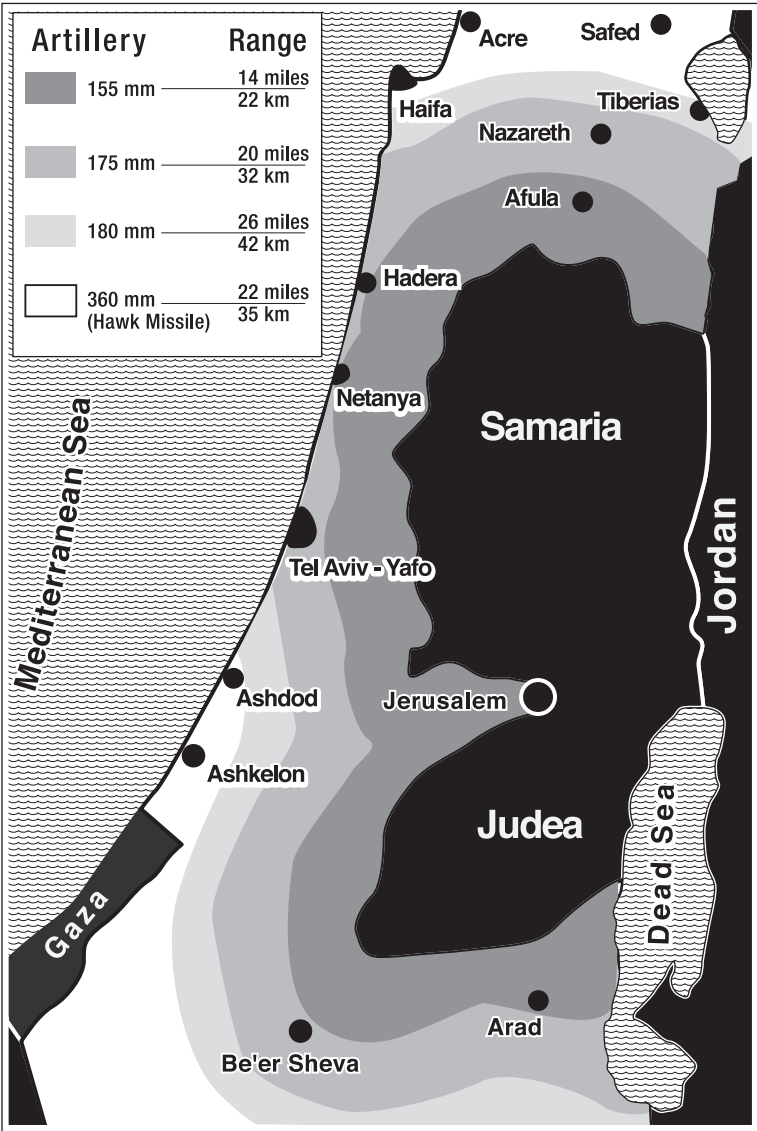 Artillery Range
155 mm 14 miles
22 km
175 mm 20 miles
32 km
180 mm 26 miles
42 km
360 mm 22 miles
(Hawk Missile) 35 km
Acre
Safed
Haifa
Tiberias
Nazareth
Afula
Hadera
Netanya
Samaria
Mediterranean Sea
Tel Aviv - Yafo
Jordan
Ashdod
Jerusalem
Ashkelon
Judea
Dead Sea
Gaza
Arad
Be'er Sheva